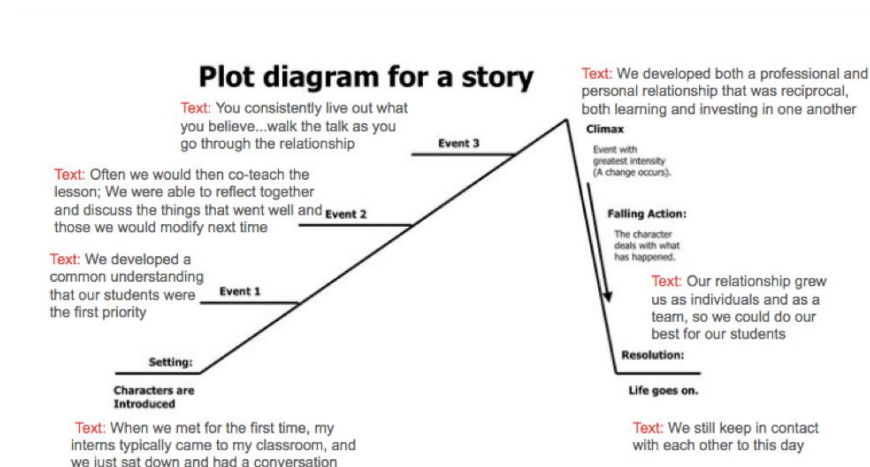 Plot diagram for a story
Text: You consistently live out what
you believe...walk the talk as you
go through the relationship
Event 3
Text: Often we would then co-teach the
lesson; We were able to reflect together
and discuss the things that went well and
those we would modify next time
Event 2
Text: We developed a
common understanding
that our students were
the first priority
Event 1
Setting:
Characters are
Introduced
Text: When we met for the first time, my
interns typically came to my classroom, and
we just sat down and had a conversation
Text: We developed both a professional and
personal relationship that was reciprocal,
both learning and investing in one another
Climax
Event with
greatest intensity
(A change occurs).
Falling Action:
The character
deals with what
has happened.
Text: Our relationship grew
us as individuals and as a
team, so we could do our
best for our students
Resolution:
Life goes on.
Text: We still keep in contact
with each other to this day